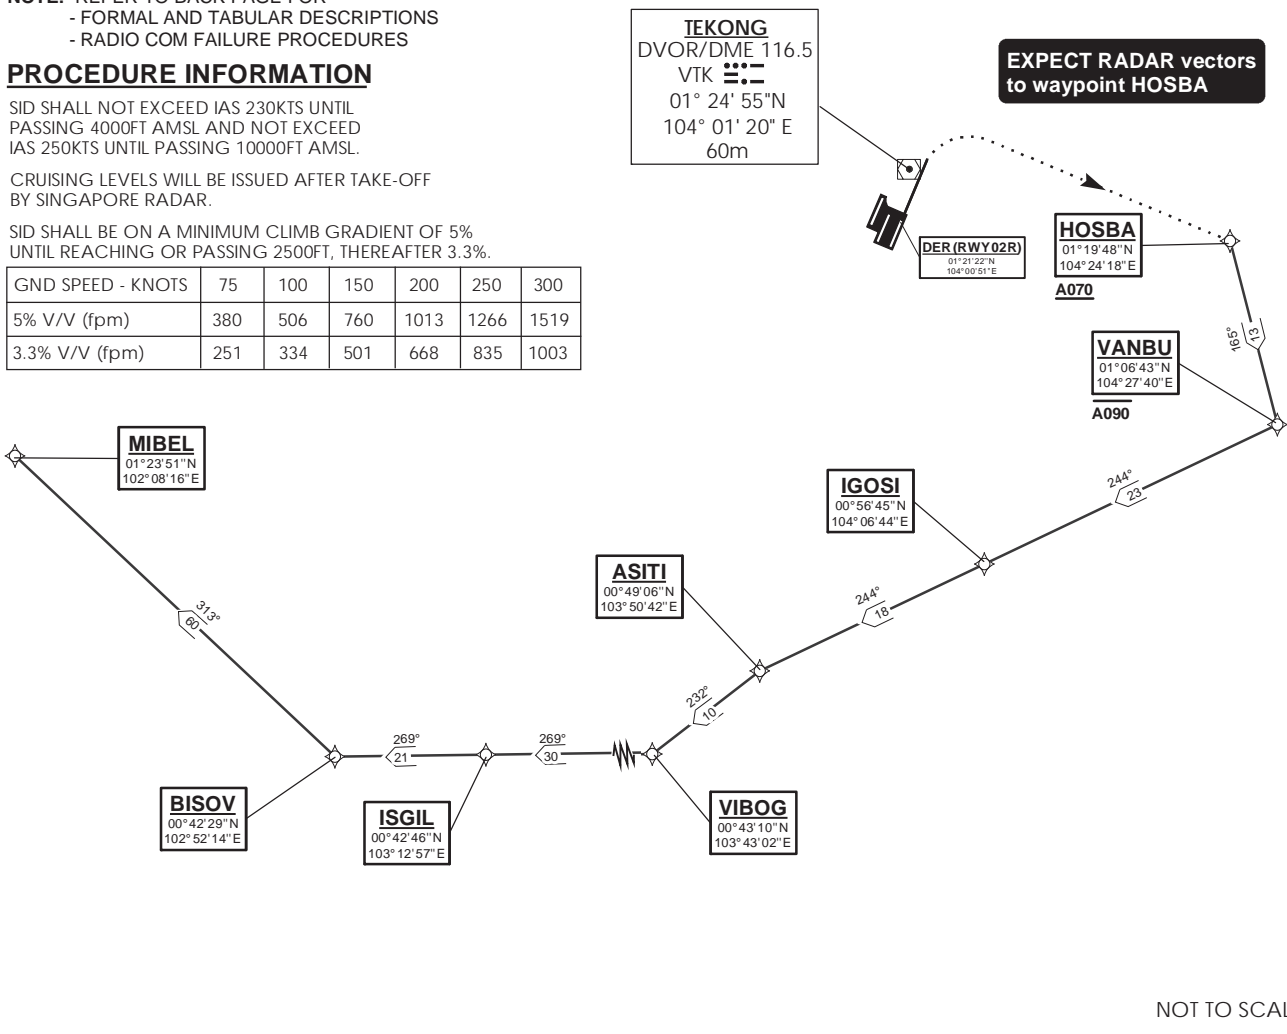 - FORMAL AND TABULAR DESCRIPTIONS
- RADIO COM FAILURE PROCEDURES
PROCEDURE INFORMATION
SID SHALL NOT EXCEED IAS 230KTS UNTIL
PASSING 4000FT AMSL AND NOT EXCEED
IAS 250KTS UNTIL PASSING 10000FT AMSL.
CRUISING LEVELS WILL BE ISSUED AFTER TAKE-OFF
BY SINGAPORE RADAR.
SID SHALL BE ON A MINIMUM CLIMB GRADIENT OF 5%
UNTIL REACHING OR PASSING 2500FT, THEREAFTER 3.3%.
GND SPEED - KNOTS 75 100 150 200 250 300
5% V/V (fpm) 380 506 760 1013 1266 1519
3.3% V/V (fpm) 251 334 501 668 835 1003
TEKONG
DVOR/DME 116.5
VTK
01° 24' 55"N
104° 01' 20" E
60m
EXPECT RADAR vectors
to waypoint HOSBA
DER (RWY02R)
01°21'22"N
104°00'51"E
HOSBA
01°19'48"N
104°24'18"E
A070
165°
13
VANBU
01°06'43"N
104°27'40"E
A090
244°
23
IGOSI
00°56'45"N
104°06'44"E
244°
18
ASITI
00°49'06"N
103°50'42"E
232°
10
VIBOG
00°43'10"N
103°43'02"E
269°
30
ISGIL
00°42'46"N
103°12'57"E
269°
21
BISOV
00°42'29"N
102°52'14"E
313°
60
MIBEL
01°23'51"N
102°08'16"E
NOT TO SCAL